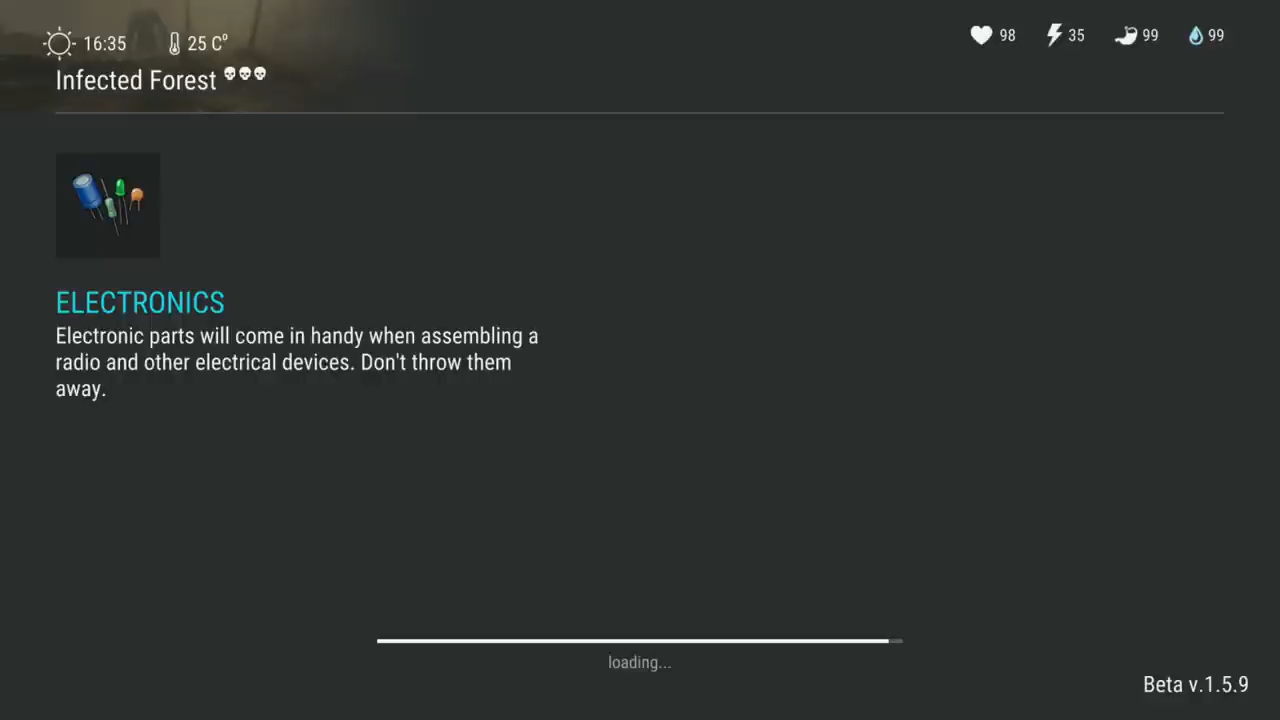 16:35 25 C° 98 35 99 99
Infected Forest
ELECTRONICS
Electronic parts will come in handy when assembling a
radio and other electrical devices. Don't throw them
away.
loading...
Beta v.1.5.9